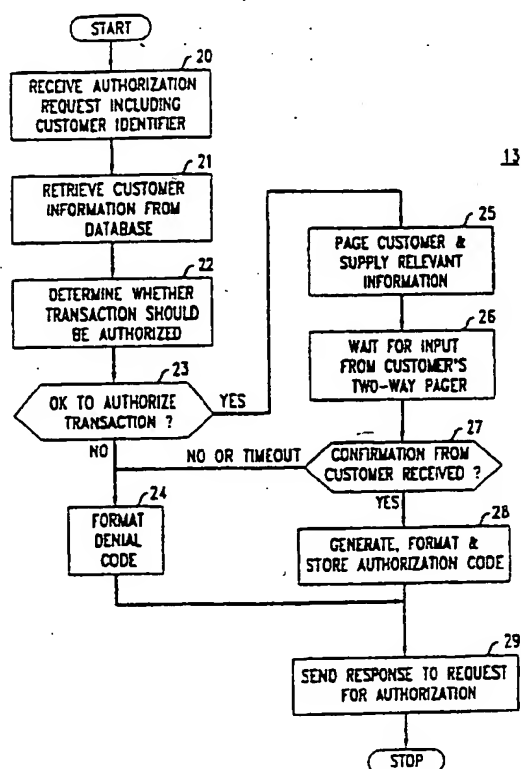 START
20
RECEIVE AUTHORIZATION
REQUEST INCLUDING
CUSTOMER IDENTIFIER
21
RETRIEVE CUSTOMER
INFORMATION FROM
DATABASE
22
DETERMINE WHETHER
TRANSACTION SHOULD
BE AUTHORIZED
23
OK TO AUTHORIZE
TRANSACTION ?
YES
NO
24
FORMAT
DENIAL
CODE
13
25
PAGE CUSTOMER &
SUPPLY RELEVANT
INFORMATION
26
WAIT FOR INPUT
FROM CUSTOMER'S
TWO-WAY PAGER
27
CONFIRMATION FROM
CUSTOMER RECEIVED ?
NO OR TIMEOUT
YES
28
GENERATE, FORMAT &
STORE AUTHORIZATION CODE
29
SEND RESPONSE TO REQUEST
FOR AUTHORIZATION
STOP